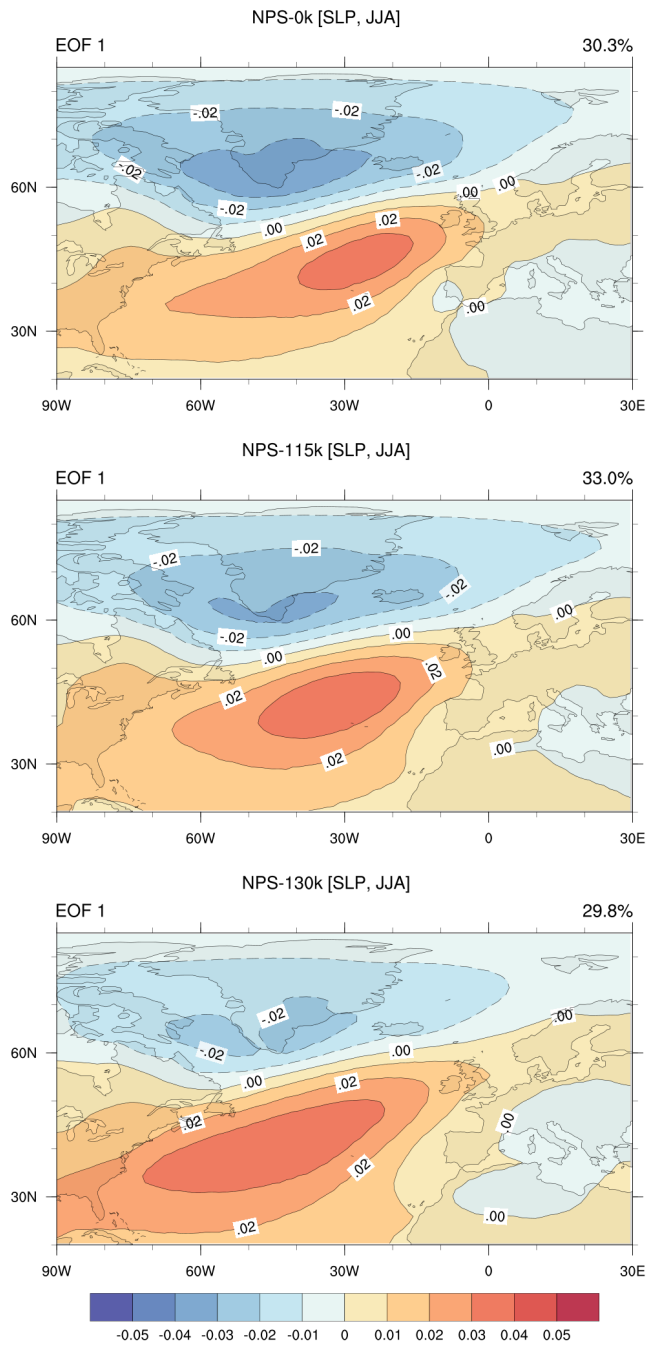 NPS-0k [SLP, JJA]
EOF 1 30.3%
-.02 -.02
-.02 -.02
60N .00 .00
-.02
.00 .02
.02
.02 .00
30N
90W 60W 30W 0 30E
NPS-115k [SLP, JJA]
EOF 1 33.0%
-.02 -.02
-.02
60N .00
-.02 .00
.00
.02 .02
.00
.02
30N
90W 60W 30W 0 30E
NPS-130k [SLP, JJA]
EOF 1 29.8%
-.02 .00
-.02
60N .00
.00 .02
.02 .00
.02
30N .00
.02
90W 60W 30W 0 30E
-0.05 -0.04 -0.03 -0.02 -0.01 0 0.01 0.02 0.03 0.04 0.05